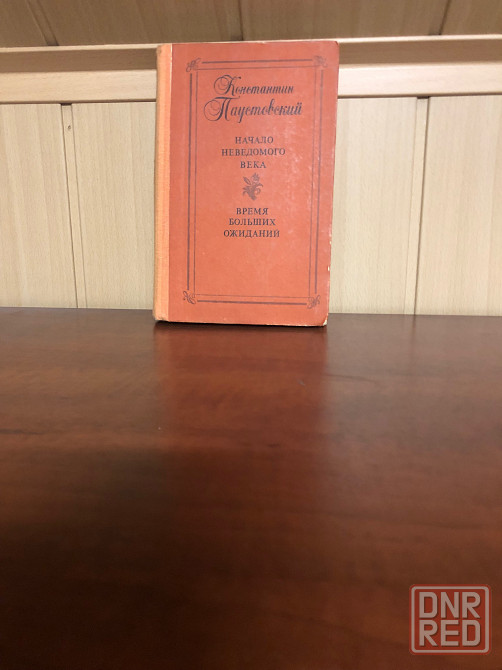 Константин
Паустовский
НАЧАЛО
НЕВЕДОМОГО
ВЕКА
ВРЕМЯ
БОЛЬШИХ
ОЖИДАНИЙ
DNR
RED